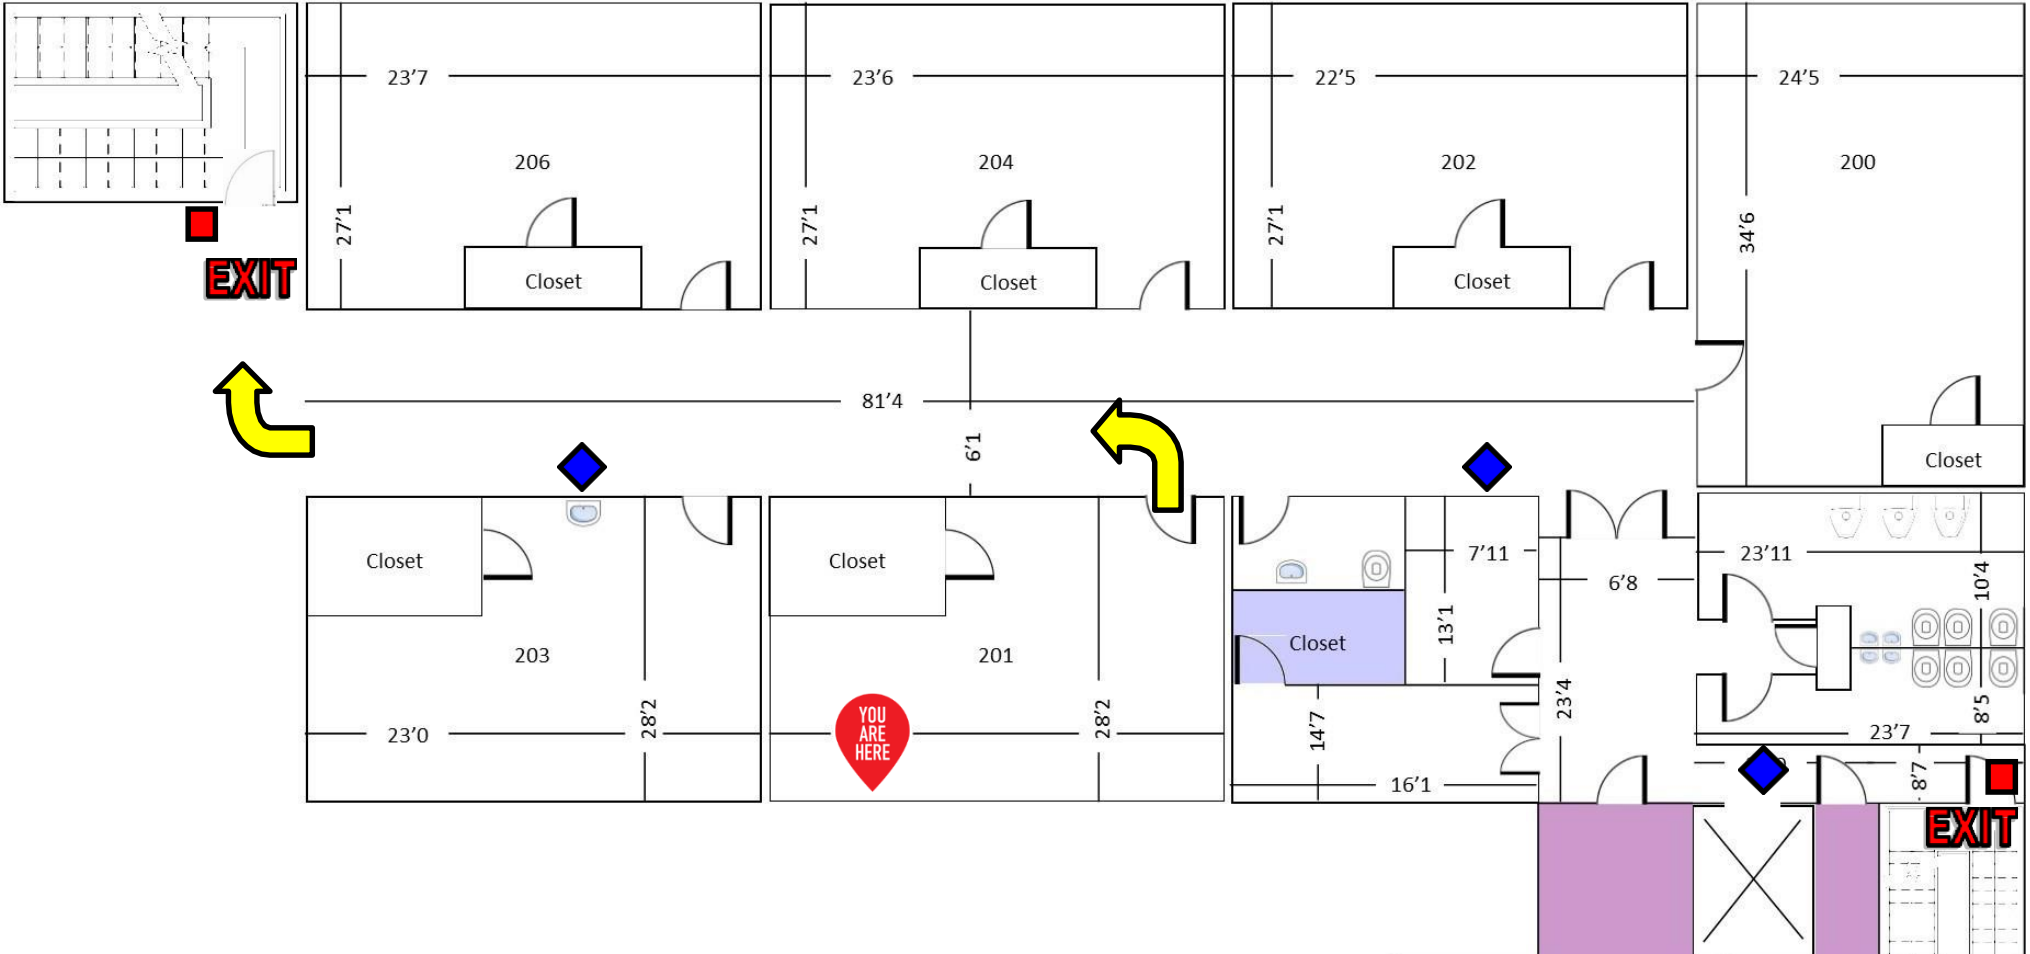 23’7
23’6
22’5
24’5
206
204
202
200
27’1
27’1
27’1
34’6
Closet
Closet
Closet
EXIT
81’4
6’1
Closet
Closet
Closet
7’11
23’11
6’8
10’4
13’1
Closet
203
201
23’4
28’2
28’2
14’7
8’5
23’0
YOU
ARE
HERE
23’7
16’1
8’7
EXIT